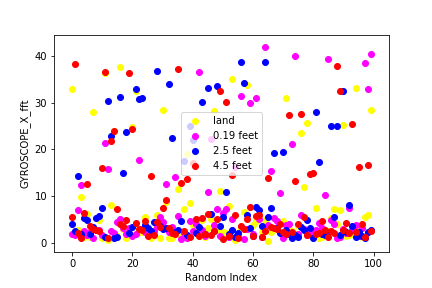 40
30
20
10
0
GYROSCOPE_X_fft
land
0.19 feet
2.5 feet
4.5 feet
0 20 40 60 80 100
Random Index